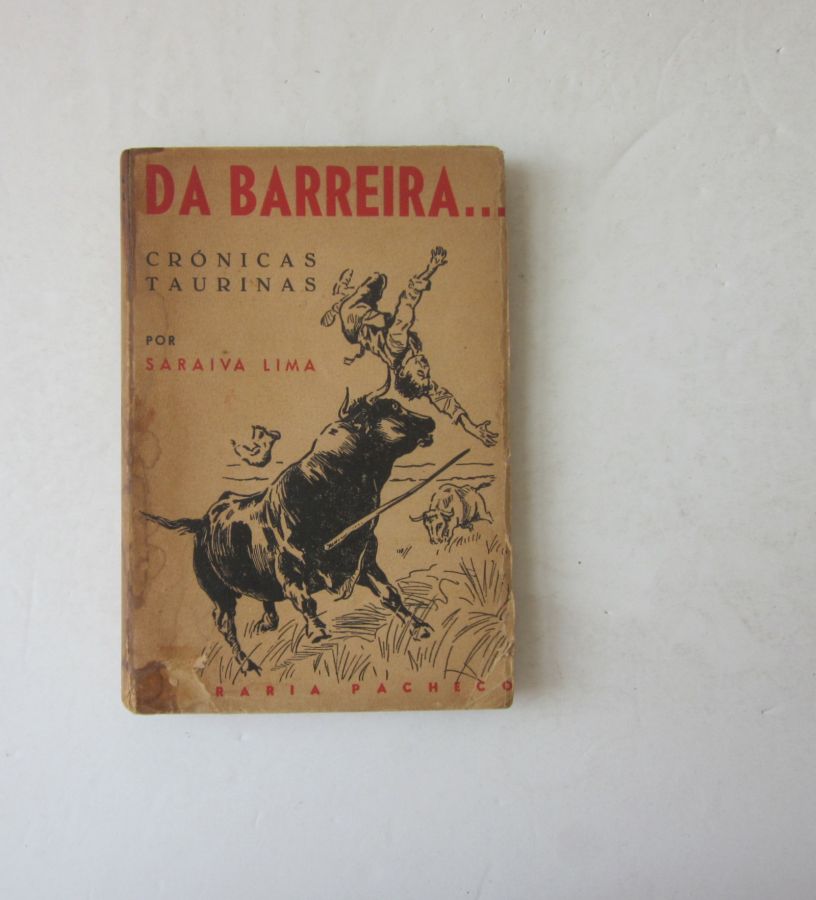 DA BARREIRA...
CRÓNICAS
TAURINAS
POR
SARAIVA LIMA
RARIA PACHECO